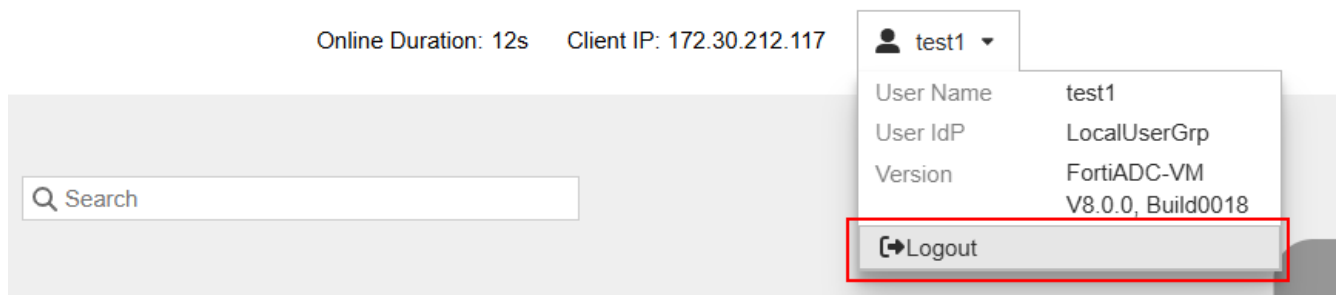 Online Duration: 12s Client IP: 172.30.212.117 test1
User Name test1
User IdP LocalUserGrp
Version FortiADC-VM
V8.0.0, Build0018
Search
Logout